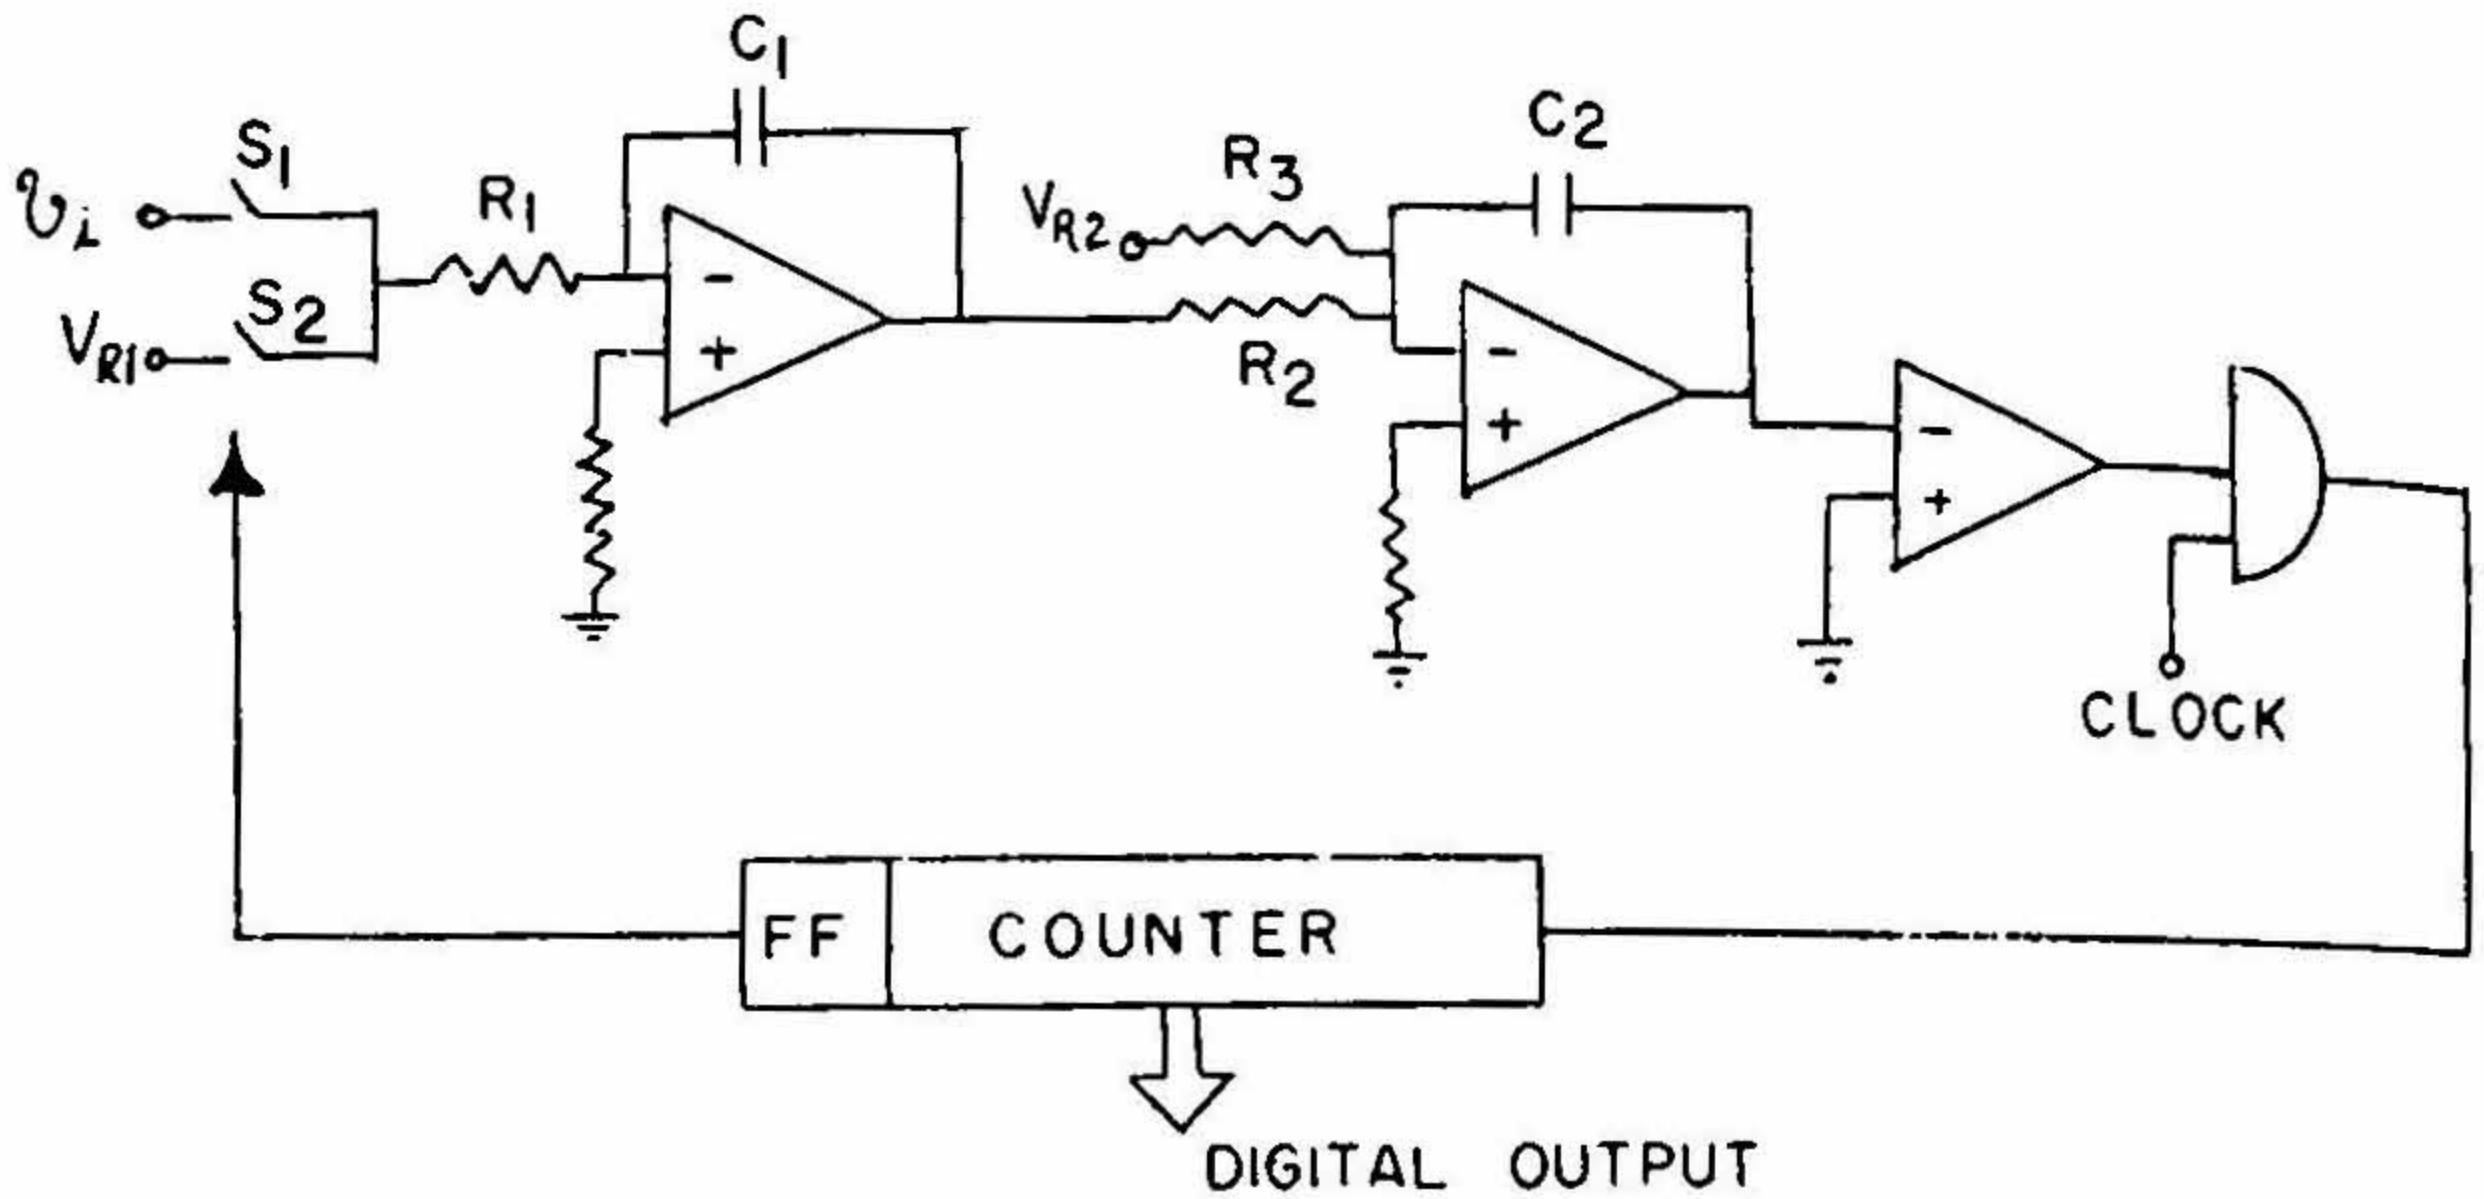 C1
S1
vi
R1
S2
VR1
−
+
VR2
R3
C2
R2
−
+
−
+
CLOCK
FF
COUNTER
DIGITAL OUTPUT